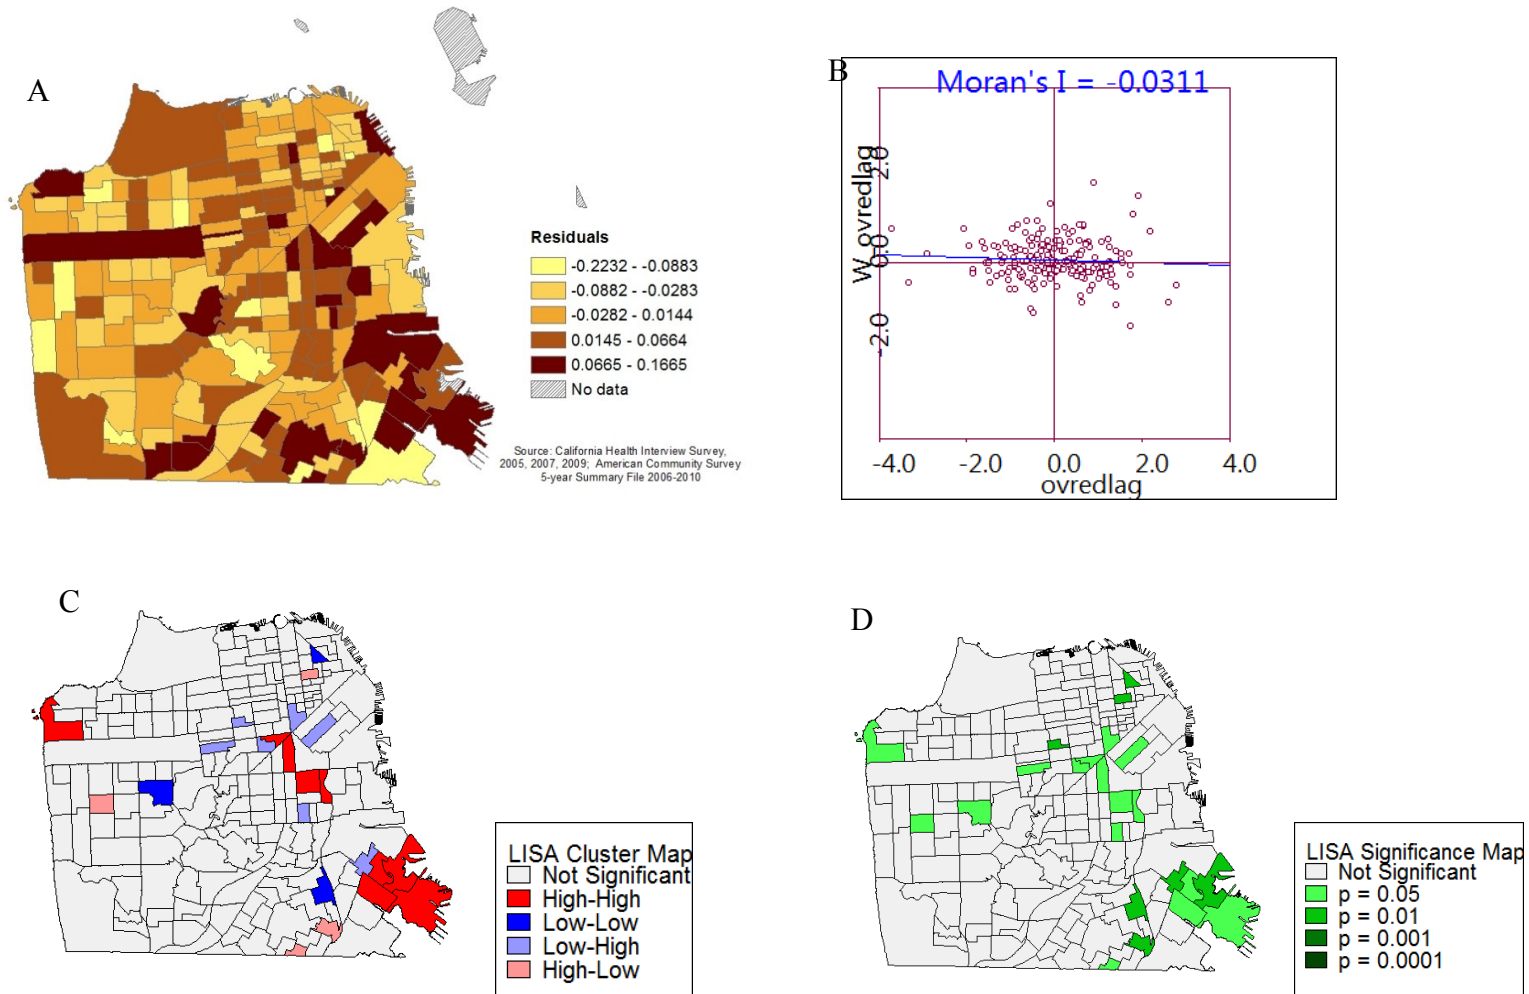 A
Residuals
-0.2232 - -0.0883
-0.0882 - -0.0283
-0.0282 - 0.0144
0.0145 - 0.0664
0.0665 - 0.1665
No data
Source: California Health Interview Survey,
2005, 2007, 2009; American Community Survey
5-year Summary File 2006-2010
B
Moran's I = -0.0311
W ovredlag
2.0
0.0
-2.0
-4.0 -2.0 0.0 2.0 4.0
ovredlag
C
LISA Cluster Map
Not Significant
High-High
Low-Low
Low-High
High-Low
D
LISA Significance Map
Not Significant
p = 0.05
p = 0.01
p = 0.001
p = 0.0001